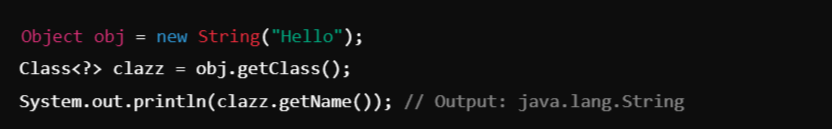 Object obj = new String("Hello");
Class<?> clazz = obj.getClass();
System.out.println(clazz.getName()); // Output: java.lang.String